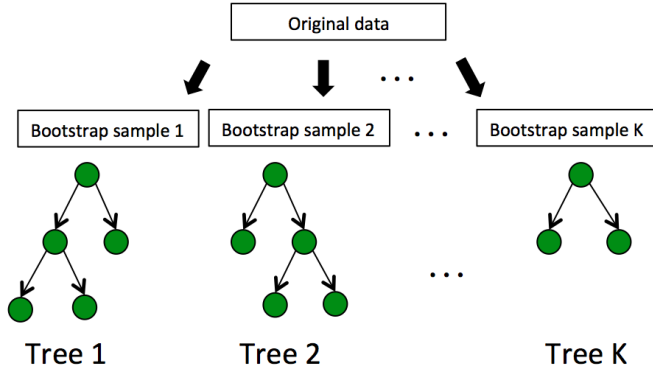 Original data
...
Bootstrap sample 1
Bootstrap sample 2
...
Bootstrap sample K
...
Tree 1
Tree 2
Tree K